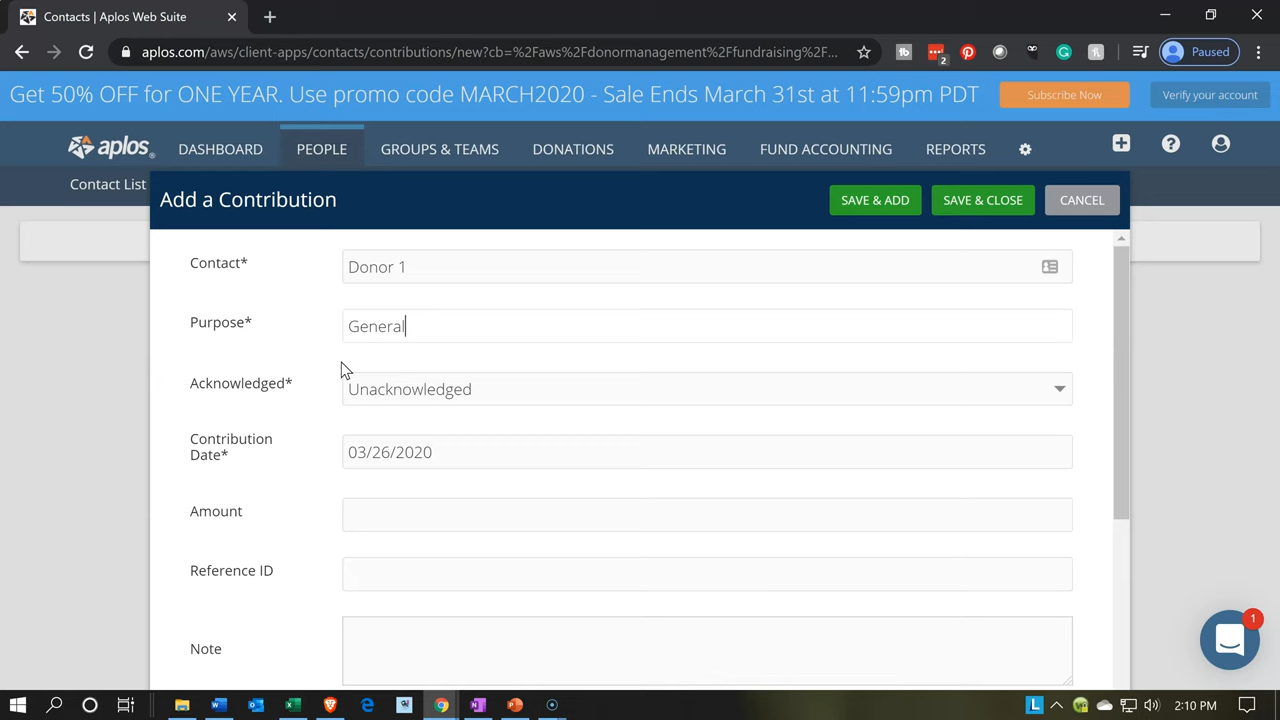 Contacts | Aplos Web Suite
aplos.com/aws/client-apps/contacts/contributions/new?cb=%2Faws%2Fdonormanagement%2Ffundraising%2F...
Paused
2
Get 50% OFF for ONE YEAR. Use promo code MARCH2020 - Sale Ends March 31st at 11:59pm PDT
Subscribe Now
Verify your account
aplos
DASHBOARD
PEOPLE
GROUPS & TEAMS
DONATIONS
MARKETING
FUND ACCOUNTING
REPORTS
Contact List
Add a Contribution
SAVE & ADD
SAVE & CLOSE
CANCEL
Contact*
Donor 1
Purpose*
General
Acknowledged*
Unacknowledged
Contribution
Date*
03/26/2020
Amount
Reference ID
Note
1
2:10 PM